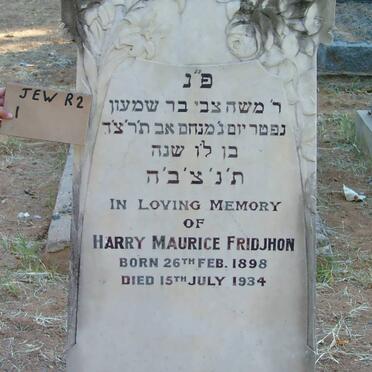 JEW R2
1
פ״נ
ר׳ משה צבי בר שמעון
נפטר יום ג׳ מנחם אב תר׳צ׳ד
בן ל׳ו שנה
ת׳נ׳צ׳ב׳ה
IN LOVING MEMORY
OF
HARRY MAURICE FRIDJHON
BORN 26TH FEB. 1898
DIED 15TH JULY 1934